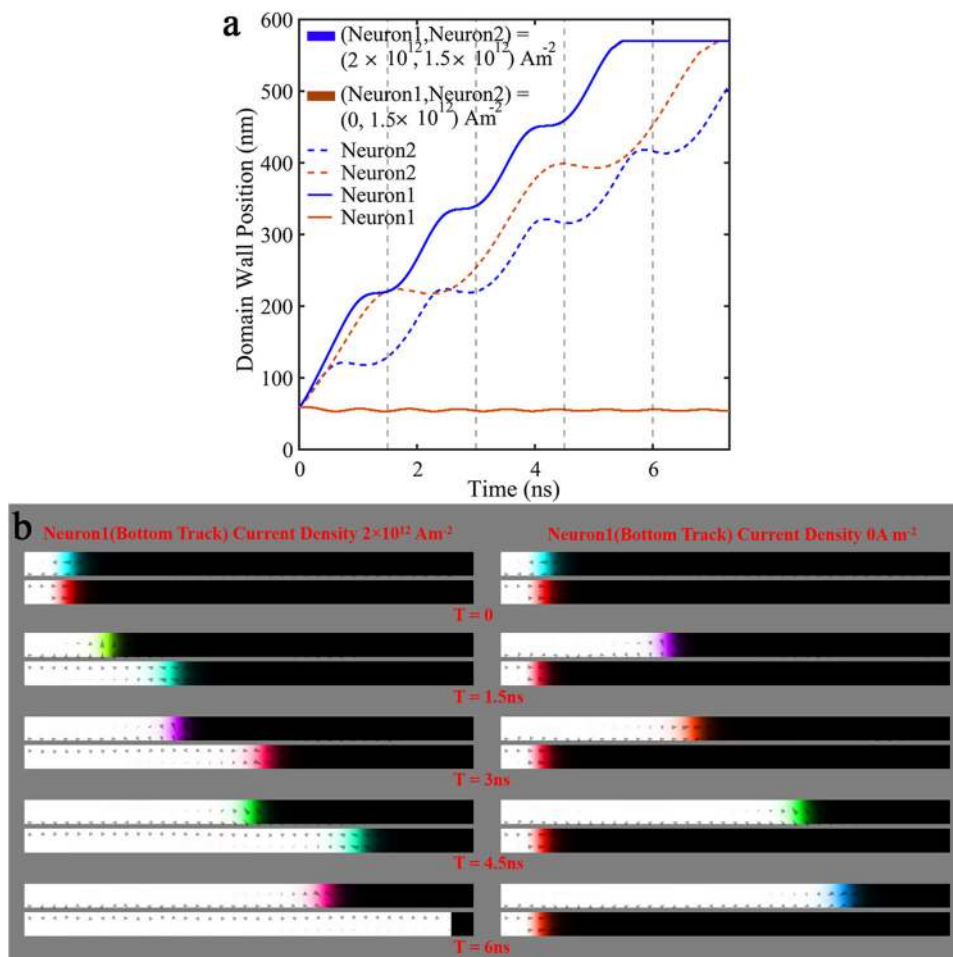 a
600
500
400
300
200
100
0
Domain Wall Position (nm)
(Neuron1,Neuron2) =
(2 × 10¹², 1.5× 10¹²) Am⁻²
(Neuron1,Neuron2) =
(0, 1.5× 10¹²) Am⁻²
Neuron2
Neuron2
Neuron1
Neuron1
0 2 4 6
Time (ns)
b
Neuron1(Bottom Track) Current Density 2×10¹² Am⁻²
Neuron1(Bottom Track) Current Density 0A m⁻²
T = 0
T = 1.5ns
T = 3ns
T = 4.5ns
T = 6ns